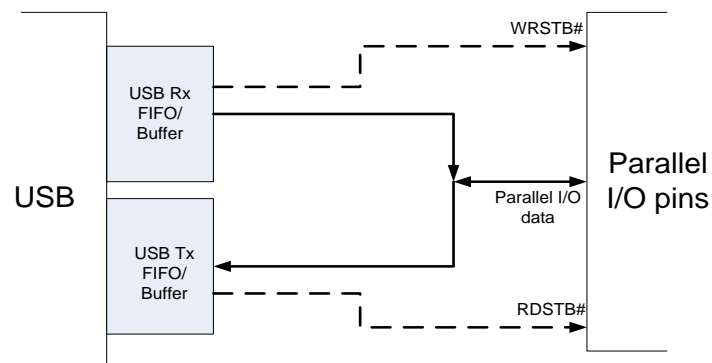 WRSTB#
USB Rx
FIFO/
Buffer
USB
Parallel
I/O pins
Parallel I/O
data
USB Tx
FIFO/
Buffer
RDSTB#